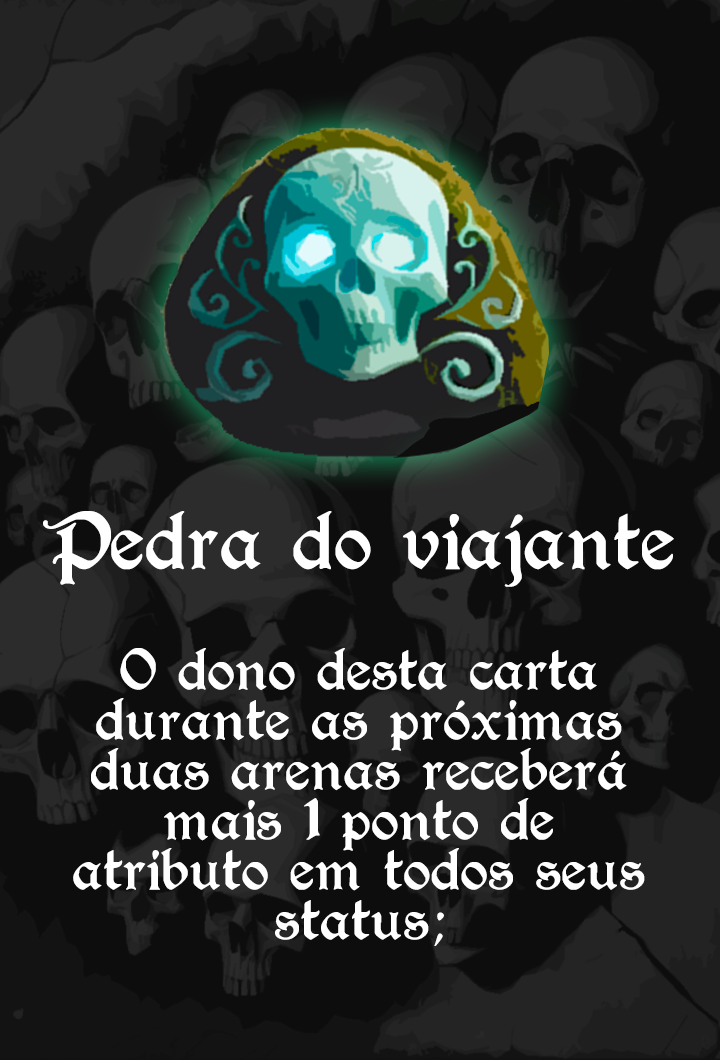 Pedra do viajante
O dono desta carta
durante as próximas
duas arenas receberá
mais 1 ponto de
atributo em todos seus
status;